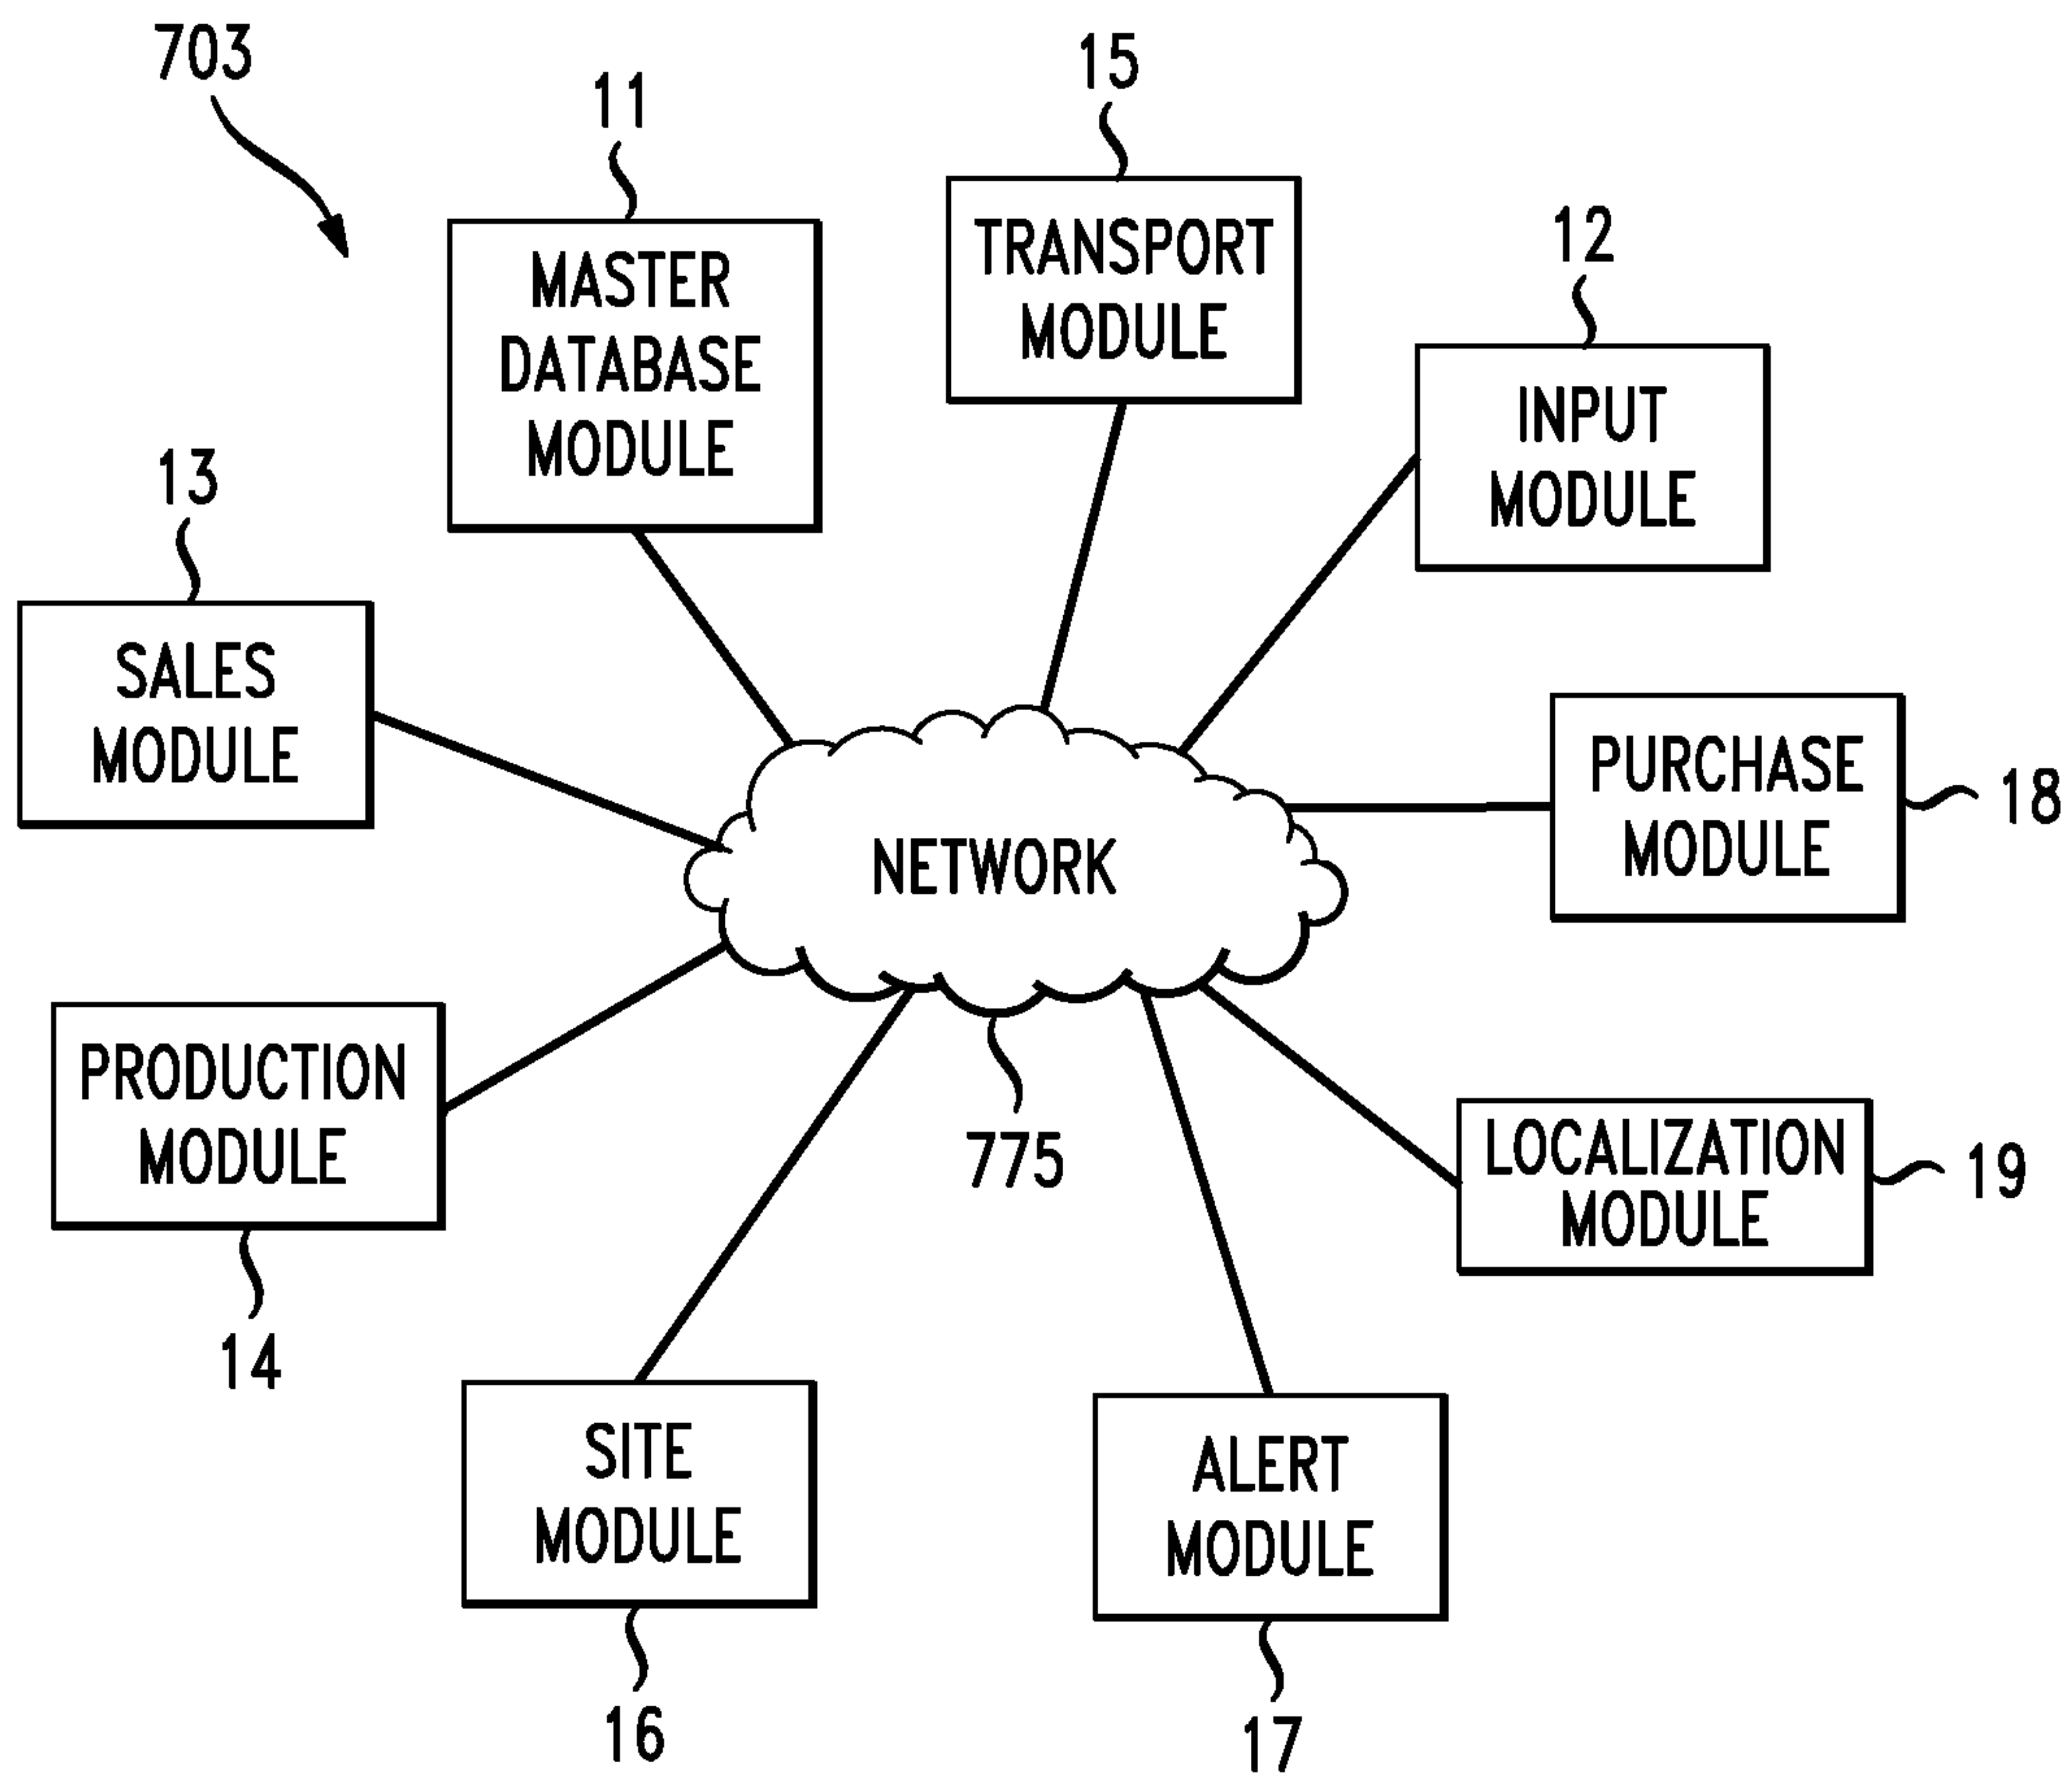 703
11
15
12
MASTER
DATABASE
MODULE
TRANSPORT
MODULE
INPUT
MODULE
13
SALES
MODULE
PURCHASE
MODULE
18
NETWORK
775
PRODUCTION
MODULE
14
LOCALIZATION
MODULE
19
SITE
MODULE
16
ALERT
MODULE
17